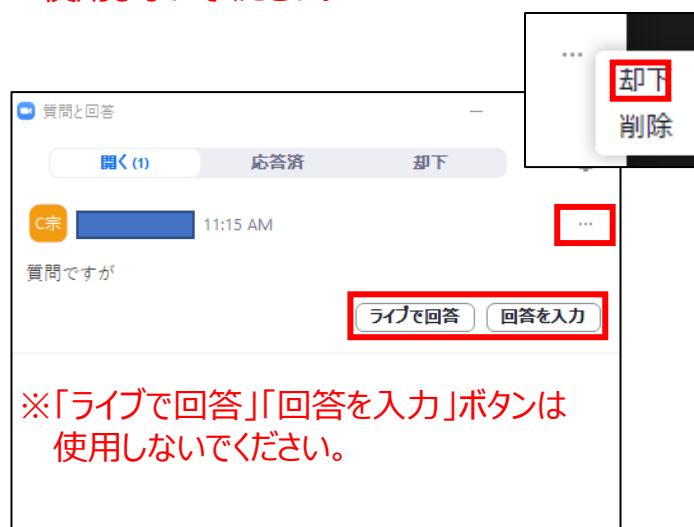 使用しないでください。
…
却下
削除
質問と回答
開く(1) 応答済 却下
C宗 11:15 AM …
質問ですが
ライブで回答 回答を入力
※「ライブで回答」「回答を入力」ボタンは
使用しないでください。